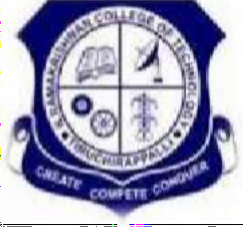 K.RAMAKRISHNAN COLLEGE OF TECHNOLOGY
TIRUCHIRAPPALLI
CREATE COMPETE CONQUER